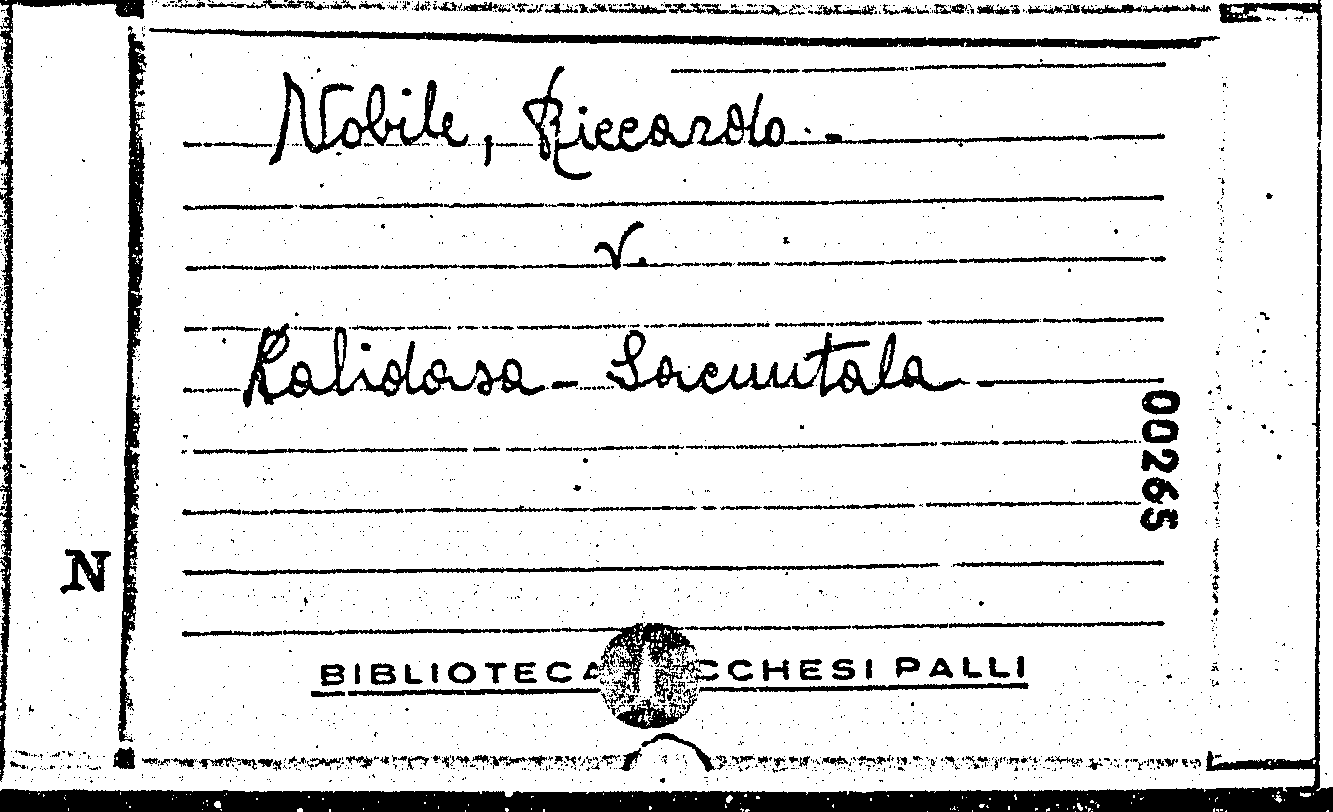 Nobile, Riccardo. -
v.
Kalidasa - Sacuntala -
00265
N
BIBLIOTECA CCHESI PALLI